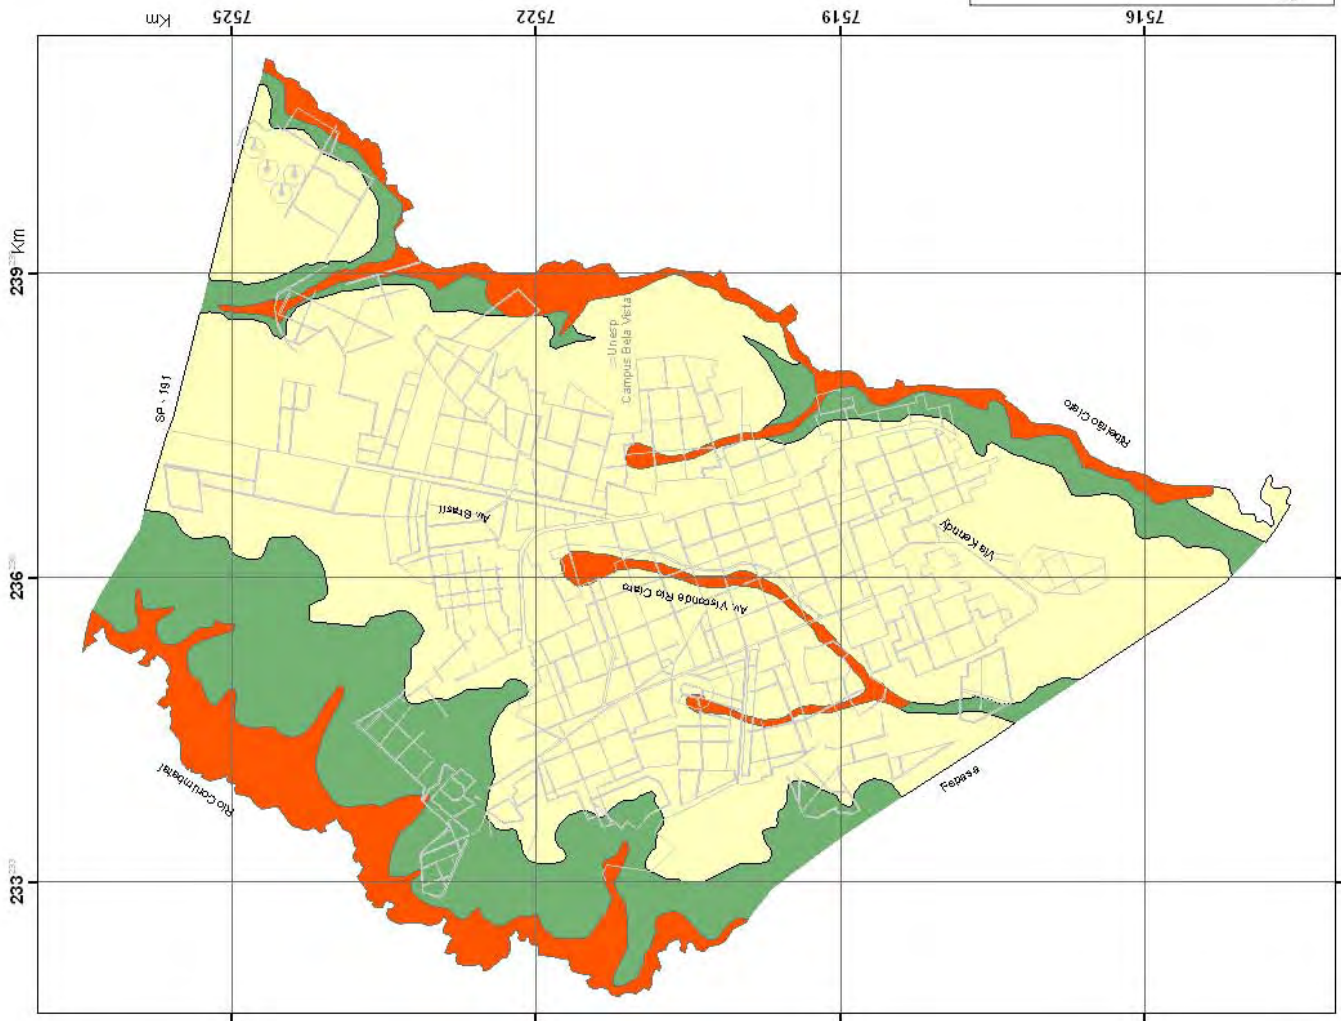 Km
7525
7522
7519
7516
Km
239
236
233
SP - 191
Unesp
Campus Bela Vista
Ribeirão Claro
Av. Brasil
Via Kenndy
Av. Visconde Rio Claro
Rio Corumbataí
Fepasa